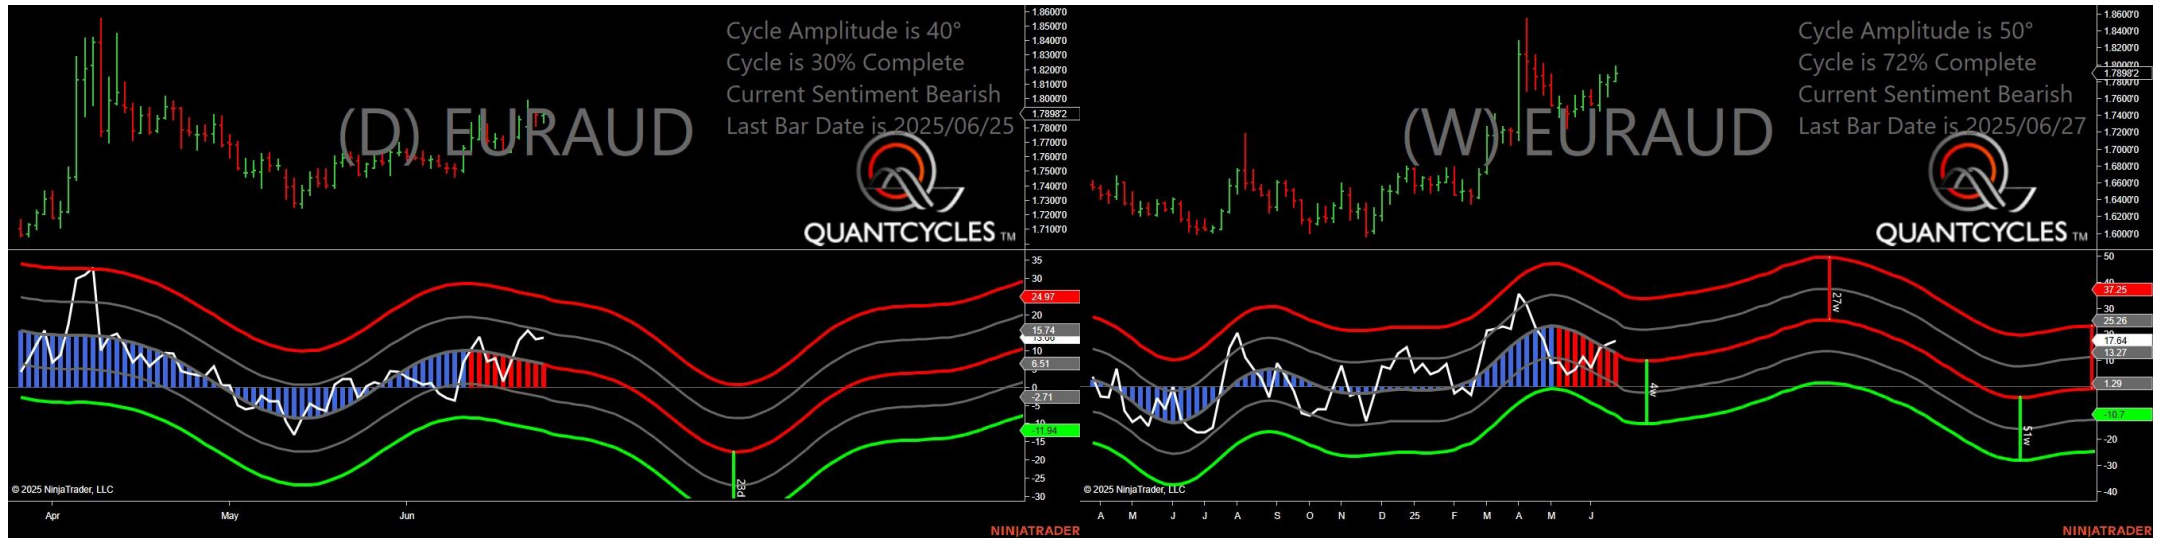 Cycle Amplitude is 40°
Cycle is 30% Complete
Current Sentiment Bearish
Last Bar Date is 2025/06/25
(D) EURAUD
QUANTCYCLES TM
1.8600'0
1.8500'0
1.8400'0
1.8300'0
1.8200'0
1.8100'0
1.8000'0
1.7898'2
1.7800'0
1.7700'0
1.7600'0
1.7500'0
1.7400'0
1.7300'0
1.7200'0
1.7100'0
35
30
24.97
20
15.74
10
6.51
0
-2.71
-5
-11.94
-15
-20
-25
-30
23d
© 2025 NinjaTrader, LLC
Apr
May
Jun
NINJATRADER
Cycle Amplitude is 50°
Cycle is 72% Complete
Current Sentiment Bearish
Last Bar Date is 2025/06/27
(W) EURAUD
QUANTCYCLES TM
1.8600'0
1.8400'0
1.8200'0
1.7898'2
1.7800'0
1.7600'0
1.7400'0
1.7200'0
1.7000'0
1.6800'0
1.6600'0
1.6400'0
1.6200'0
1.6000'0
50
37.25
30
25.26
17.64
13.27
1.29
-10.7
-20
-30
-40
27w
4w
51w
© 2025 NinjaTrader, LLC
A M J J A S O N D 25 F M A M J
NINJATRADER